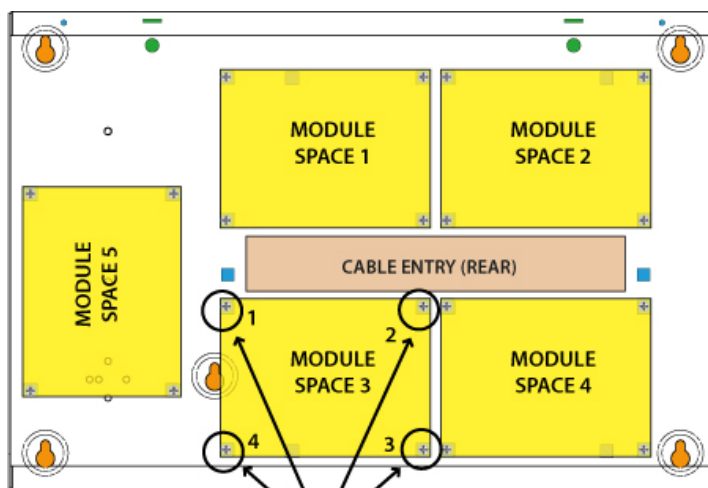 MODULE
SPACE 1
MODULE
SPACE 2
MODULE
SPACE 5
CABLE ENTRY (REAR)
1
2
MODULE
SPACE 3
MODULE
SPACE 4
4
3